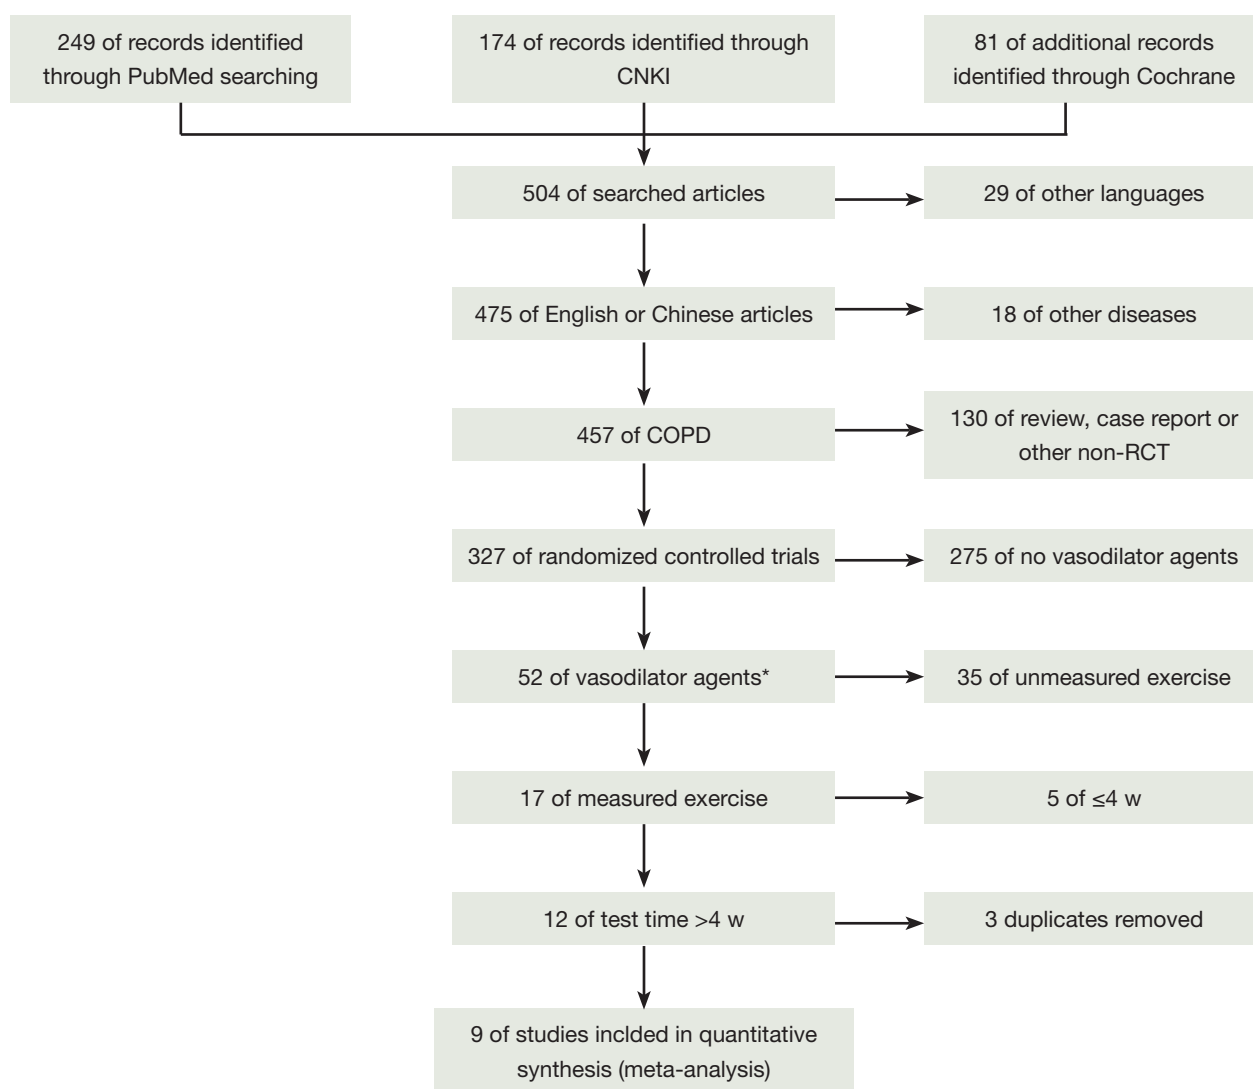 249 of records identified
through PubMed searching
174 of records identified through
CNKI
81 of additional records
identified through Cochrane
504 of searched articles
29 of other languages
475 of English or Chinese articles
18 of other diseases
457 of COPD
130 of review, case report or
other non-RCT
327 of randomized controlled trials
275 of no vasodilator agents
52 of vasodilator agents*
35 of unmeasured exercise
17 of measured exercise
5 of ≤4 w
12 of test time >4 w
3 duplicates removed
9 of studies inclded in quantitative
synthesis (meta-analysis)